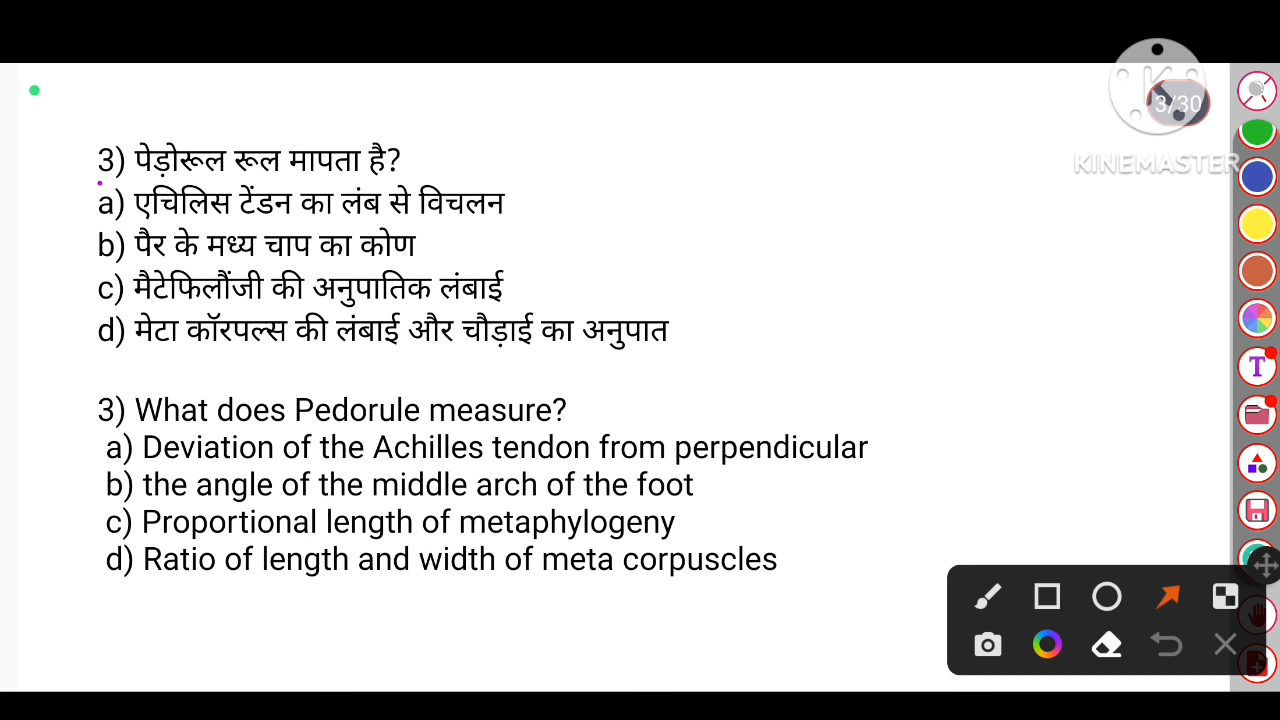 3/30
KINEMASTER
3) पेड़ोरूल रूल मापता है?
a) एचिलिस टेंडन का लंब से विचलन
b) पैर के मध्य चाप का कोण
c) मैटेफिलौंजी की अनुपातिक लंबाई
d) मेटा कॉरपल्स की लंबाई और चौड़ाई का अनुपात
3) What does Pedorule measure?
a) Deviation of the Achilles tendon from perpendicular
b) the angle of the middle arch of the foot
c) Proportional length of metaphylogeny
d) Ratio of length and width of meta corpuscles
T